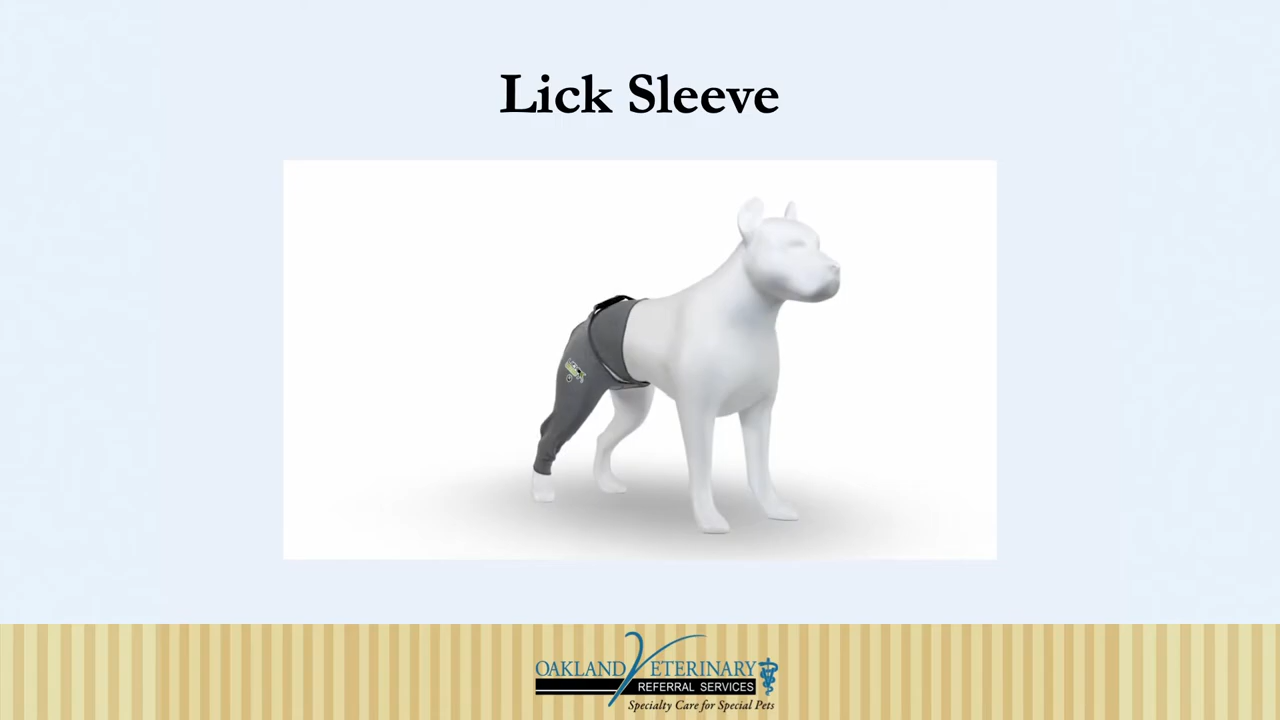 Lick Sleeve
OAKLAND VETERINARY
REFERRAL SERVICES
Specialty Care for Special Pets